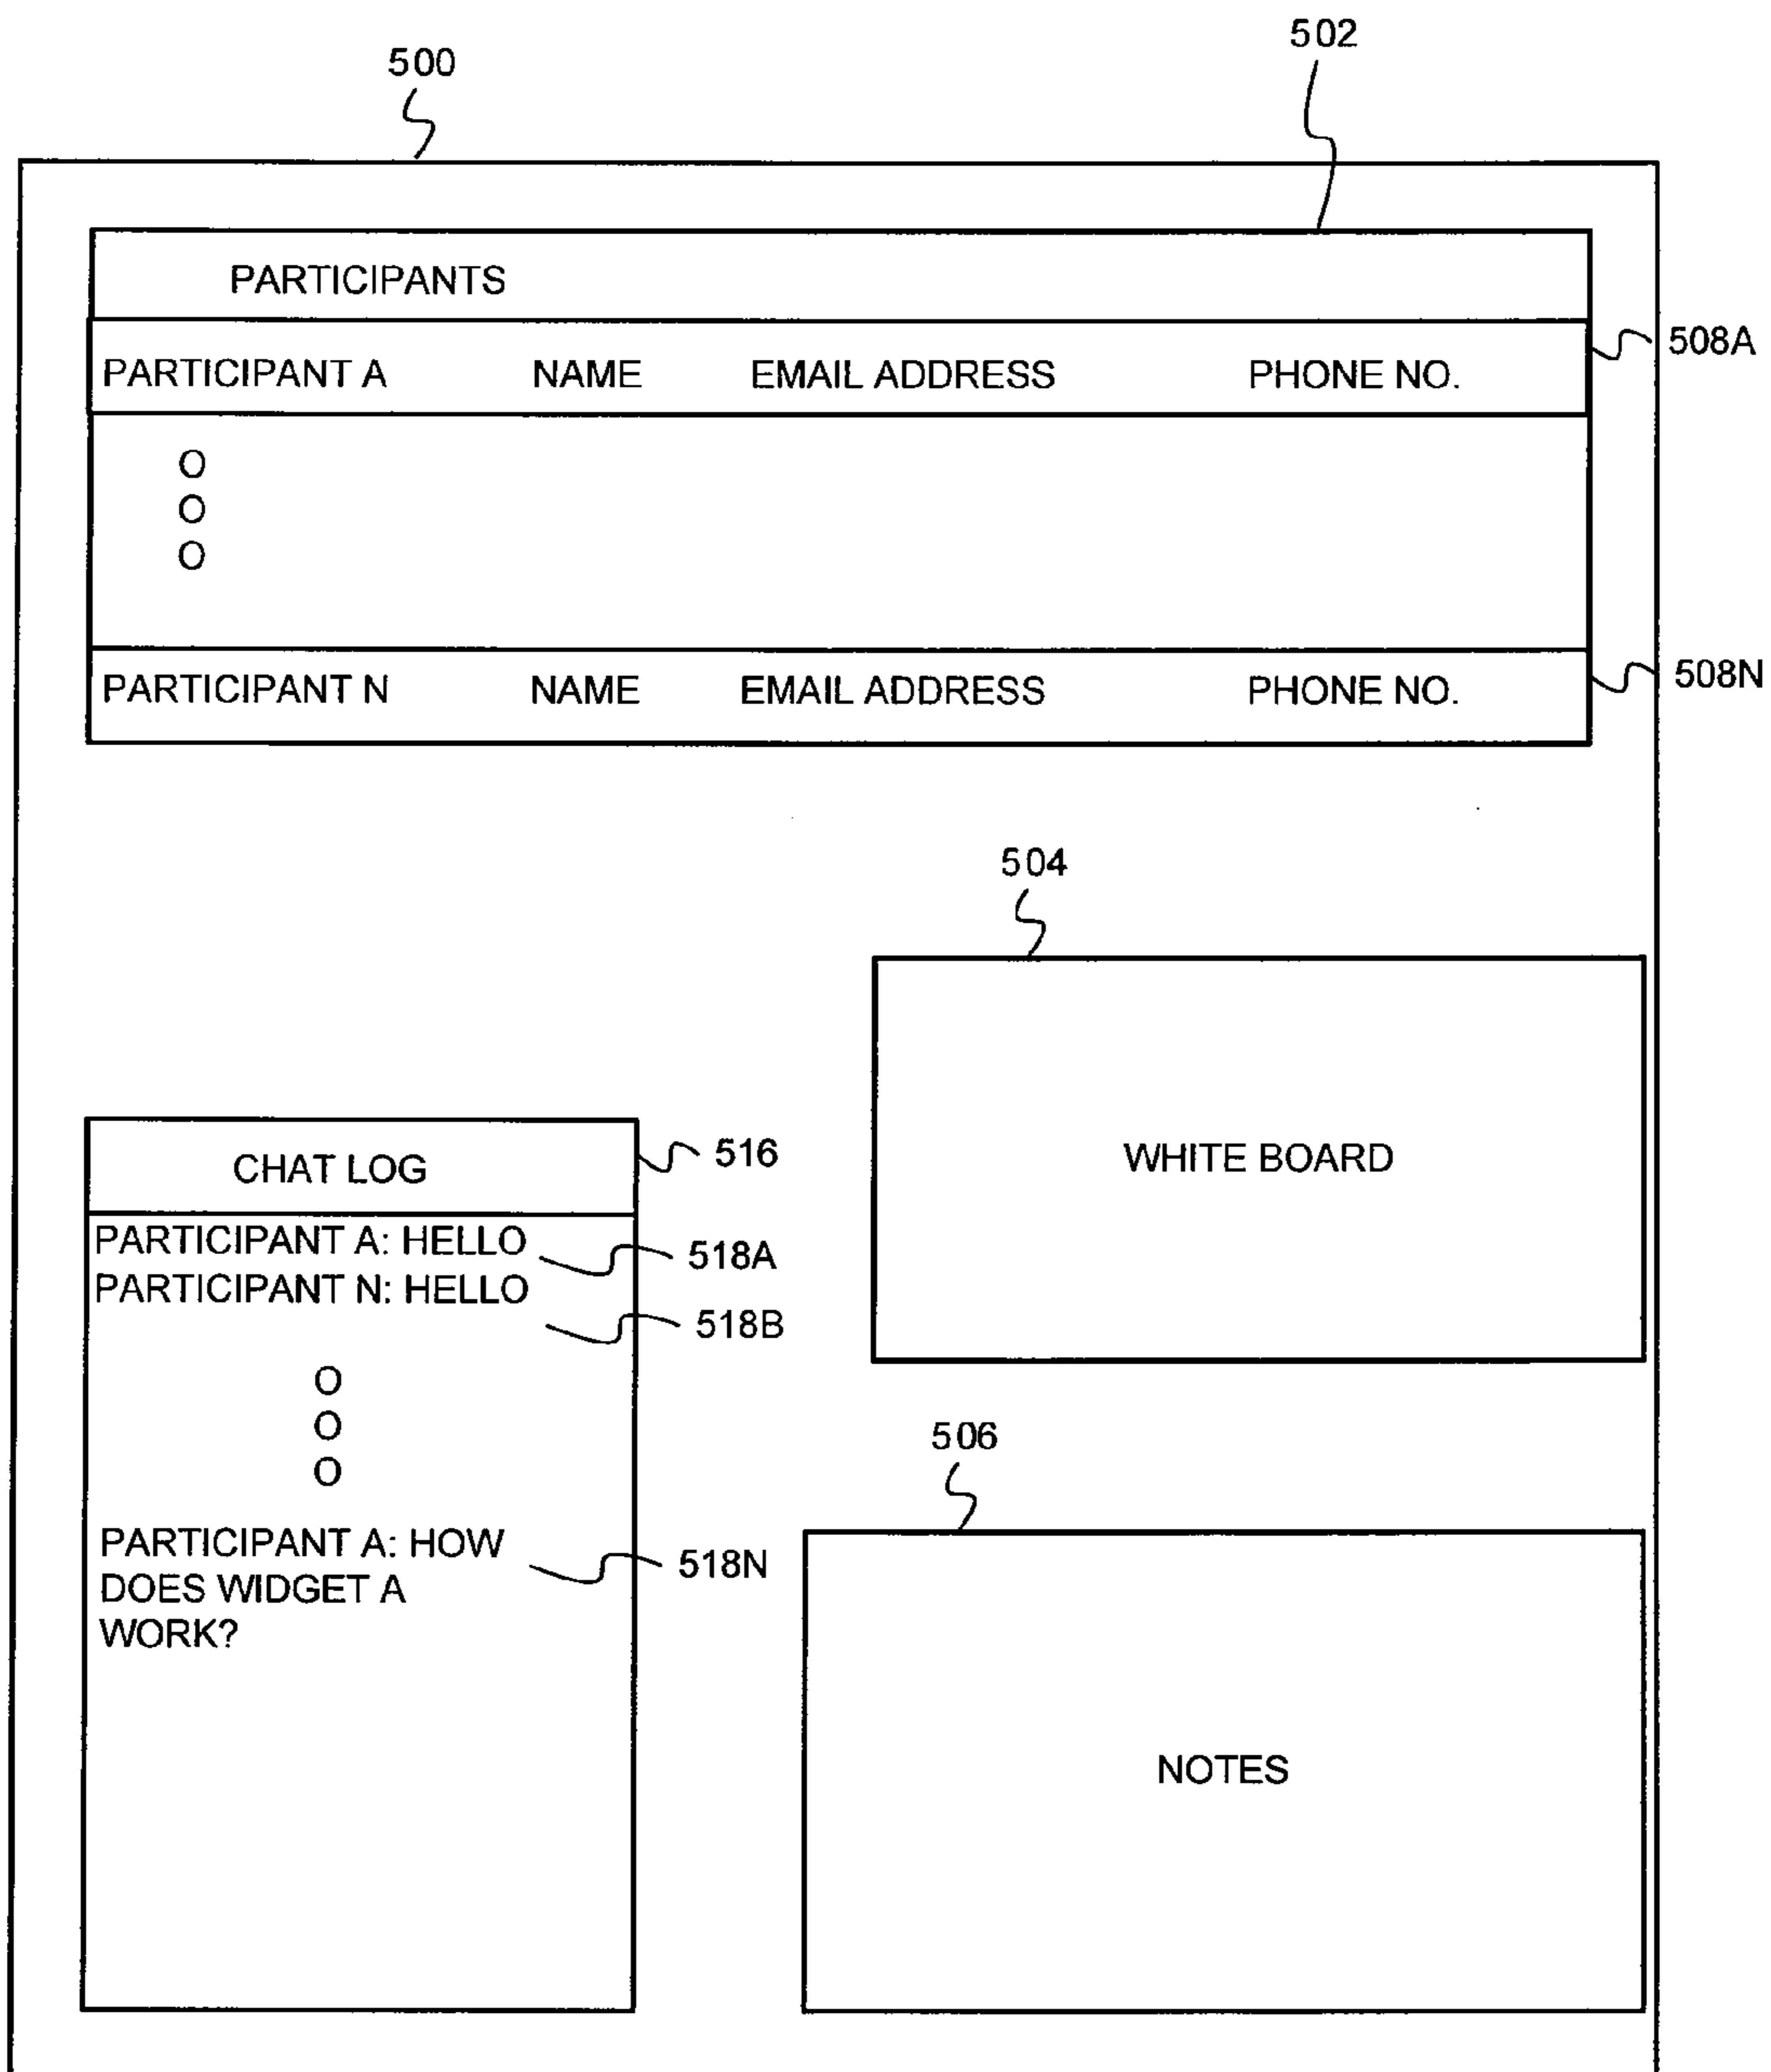 500
502
PARTICIPANTS
PARTICIPANT A NAME EMAIL ADDRESS PHONE NO.
508A
O
O
O
PARTICIPANT N NAME EMAIL ADDRESS PHONE NO.
508N
504
WHITE BOARD
CHAT LOG
516
PARTICIPANT A: HELLO
518A
PARTICIPANT N: HELLO
518B
O
O
O
PARTICIPANT A: HOW
DOES WIDGET A
WORK?
518N
506
NOTES